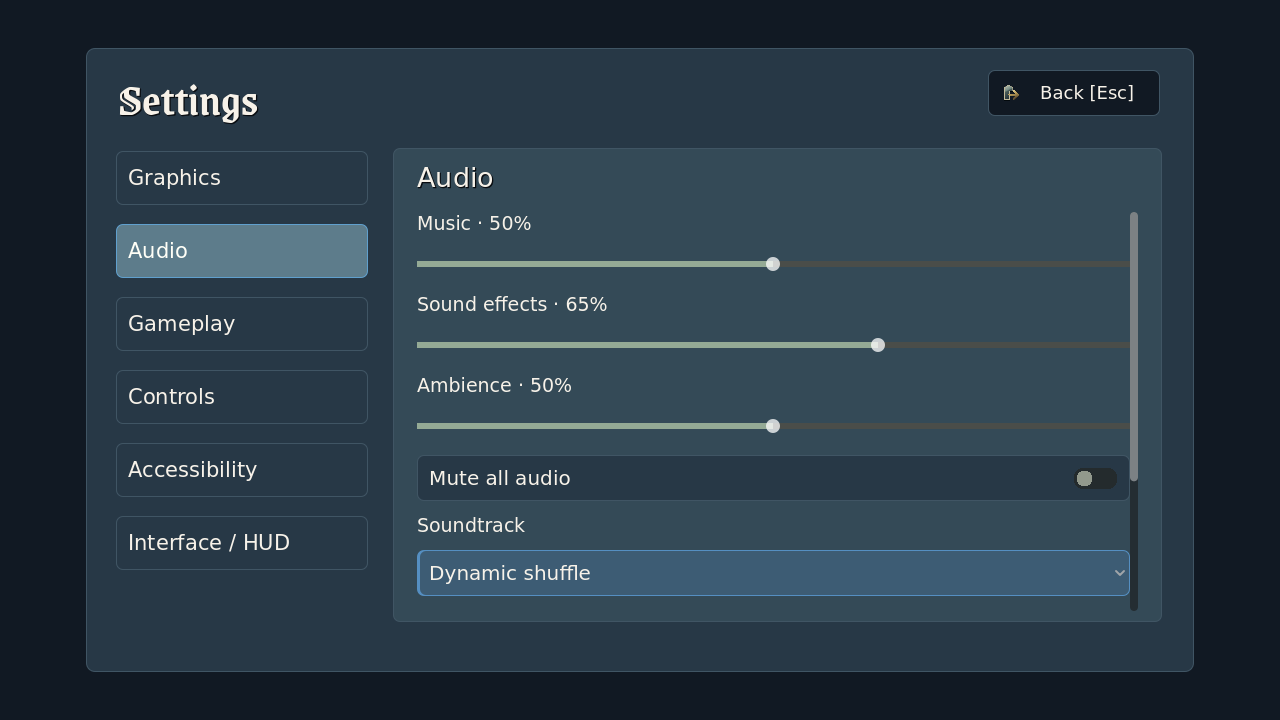 Settings
Back [Esc]
Graphics
Audio
Gameplay
Controls
Accessibility
Interface / HUD
Audio
Music · 50%
Sound effects · 65%
Ambience · 50%
Mute all audio
Soundtrack
Dynamic shuffle